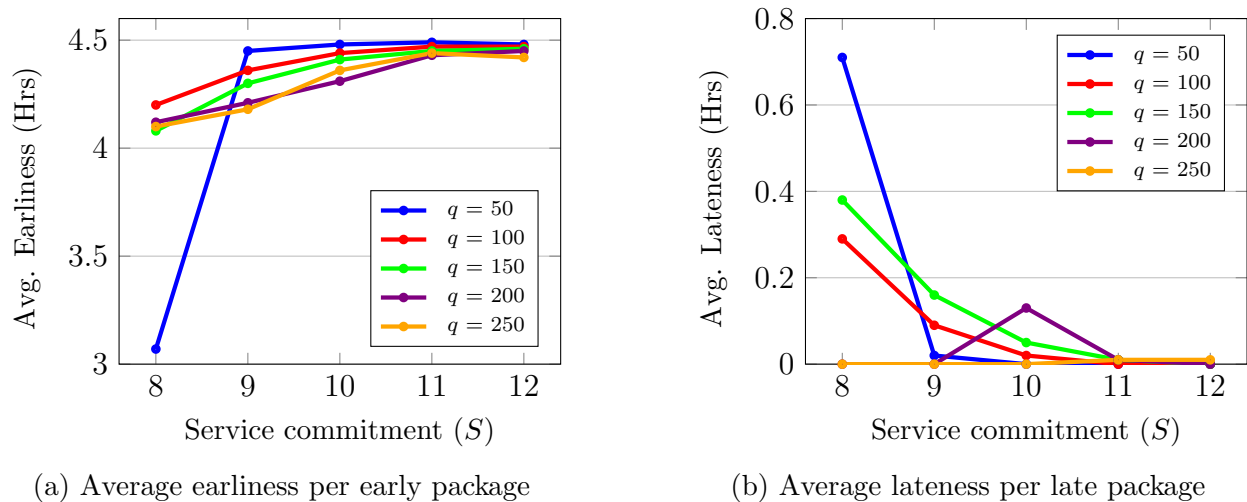 4.5
4
3.5
3
Avg. Earliness (Hrs)
8 9 10 11 12
Service commitment (S)
q = 50
q = 100
q = 150
q = 200
q = 250
(a) Average earliness per early package
0.8
0.6
0.4
0.2
0
Avg. Lateness (Hrs)
8 9 10 11 12
Service commitment (S)
q = 50
q = 100
q = 150
q = 200
q = 250
(b) Average lateness per late package